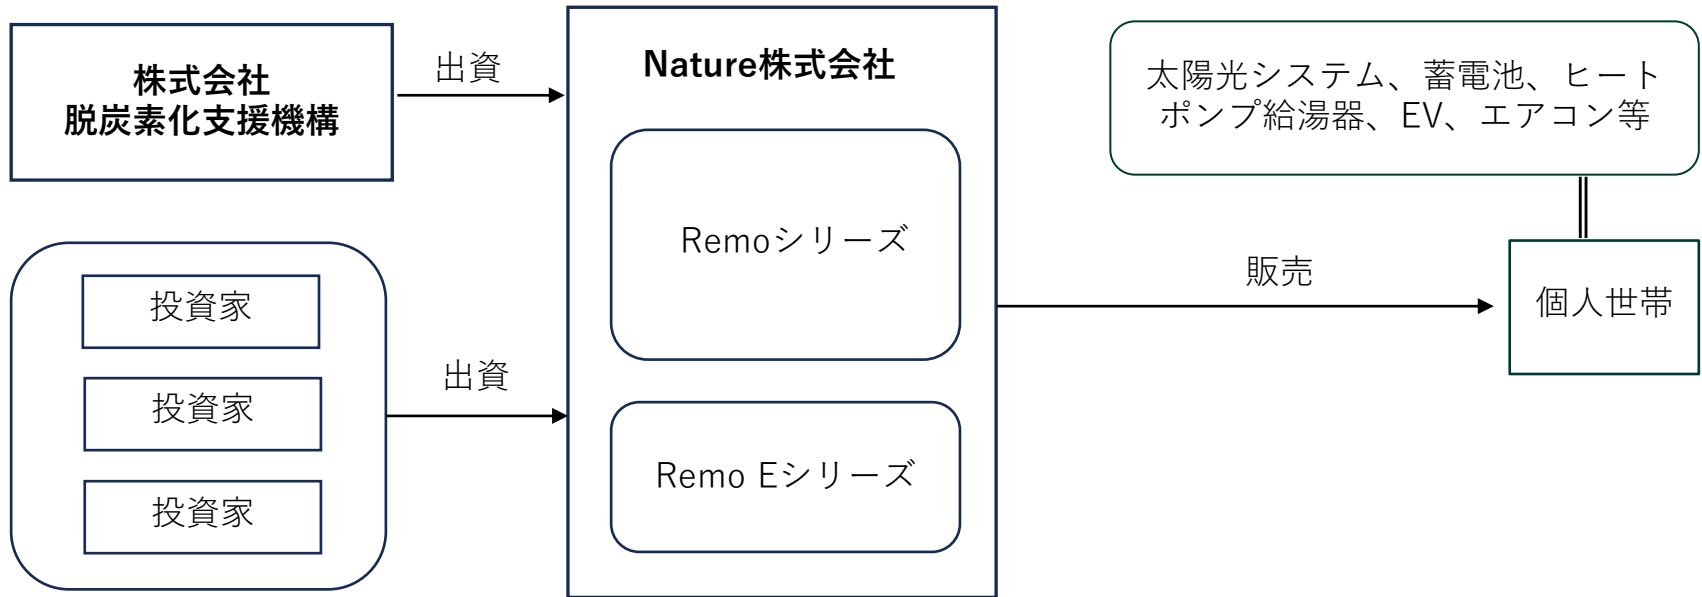 株式会社
脱炭素化支援機構
出資
投資家
投資家
投資家
出資
Nature株式会社
Remoシリーズ
Remo Eシリーズ
販売
太陽光システム、蓄電池、ヒート
ポンプ給湯器、EV、エアコン等
個人世帯